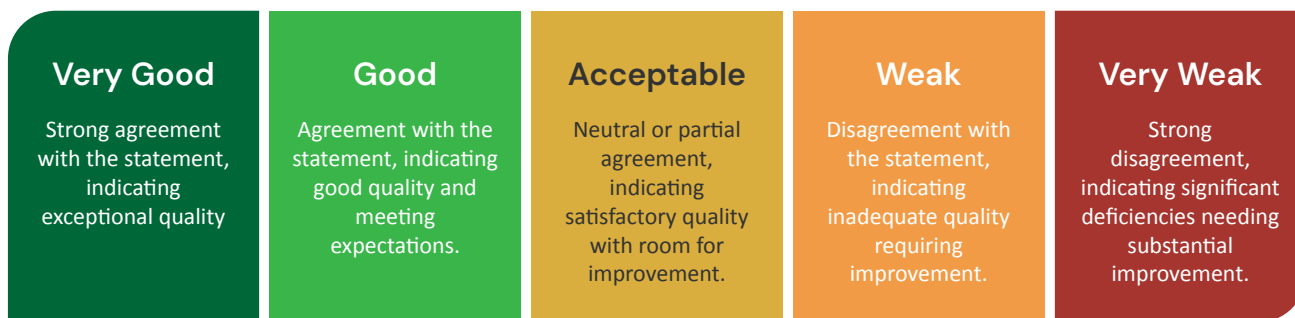 Very Good
Strong agreement
with the statement,
indicating
exceptional quality
Good
Agreement with the
statement, indicating
good quality and
meeting
expectations.
Acceptable
Neutral or partial
agreement,
indicating
satisfactory quality
with room for
improvement.
Weak
Disagreement with
the statement,
indicating
inadequate quality
requiring
improvement.
Very Weak
Strong
disagreement,
indicating significant
deficiencies needing
substantial
improvement.